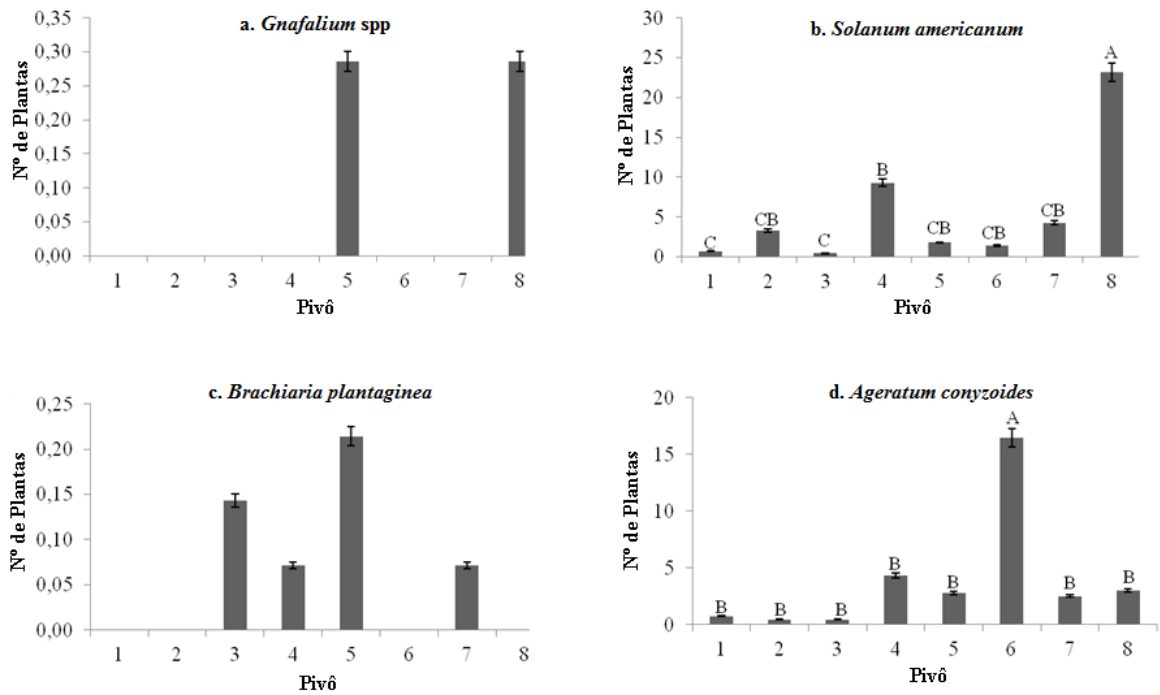 a. Gnafalium spp
Nº de Plantas
0,35
0,30
0,25
0,20
0,15
0,10
0,05
0,00
1 2 3 4 5 6 7 8
Pivô
b. Solanum americanum
Nº de Plantas
30
25
20
15
10
5
0
C CB C B CB CB CB A
1 2 3 4 5 6 7 8
Pivô
c. Brachiaria plantaginea
Nº de Plantas
0,25
0,20
0,15
0,10
0,05
0,00
1 2 3 4 5 6 7 8
Pivô
d. Ageratum conyzoides
Nº de Plantas
20
15
10
5
0
B B B B B A B B
1 2 3 4 5 6 7 8
Pivô